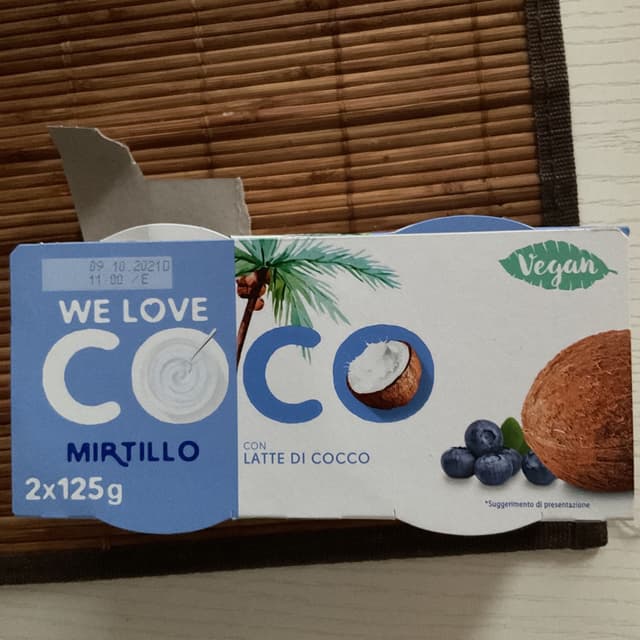 09 10 2021D
11:00 /E
WE LOVE
COCO
MIRTILLO
2x125g
CON
LATTE DI COCCO
Vegan
*Suggerimento di presentazione